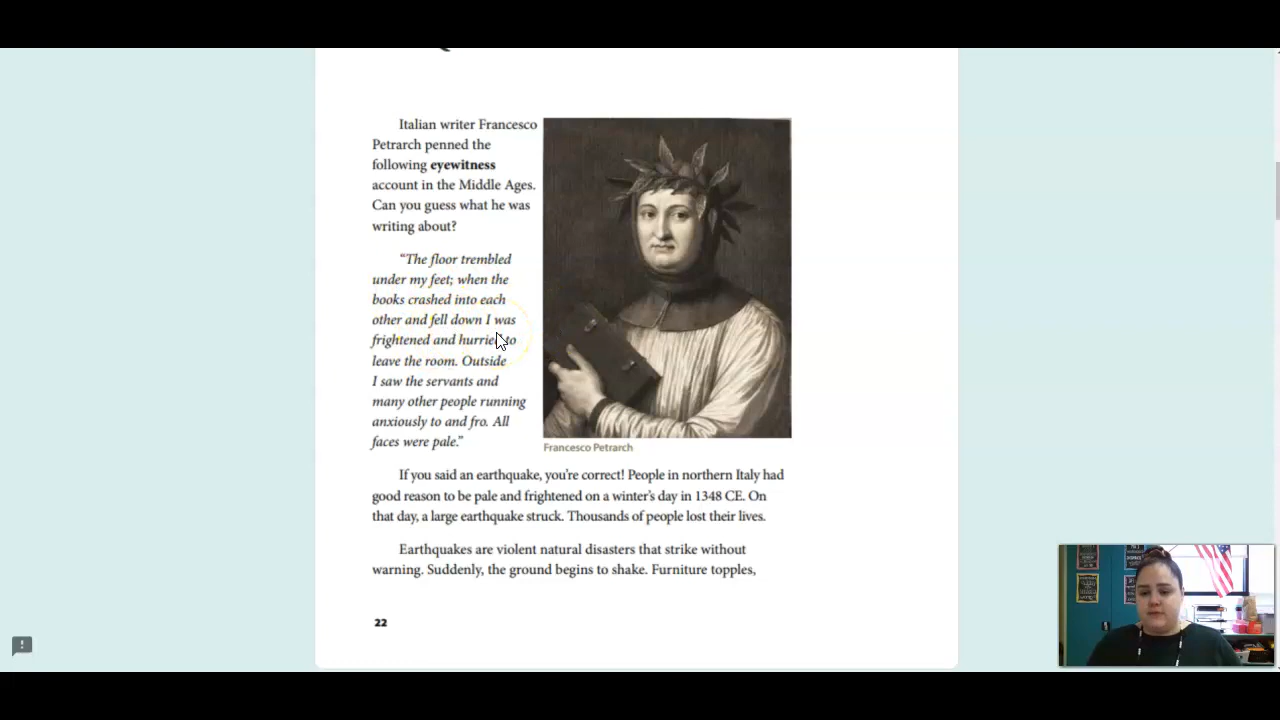 Italian writer Francesco
Petrarch penned the
following eyewitness
account in the Middle Ages.
Can you guess what he was
writing about?
“The floor trembled
under my feet; when the
books crashed into each
other and fell down I was
frightened and hurried to
leave the room. Outside
I saw the servants and
many other people running
anxiously to and fro. All
faces were pale.”
Francesco Petrarch
If you said an earthquake, you’re correct! People in northern Italy had
good reason to be pale and frightened on a winter’s day in 1348 CE. On
that day, a large earthquake struck. Thousands of people lost their lives.
Earthquakes are violent natural disasters that strike without
warning. Suddenly, the ground begins to shake. Furniture topples,
22